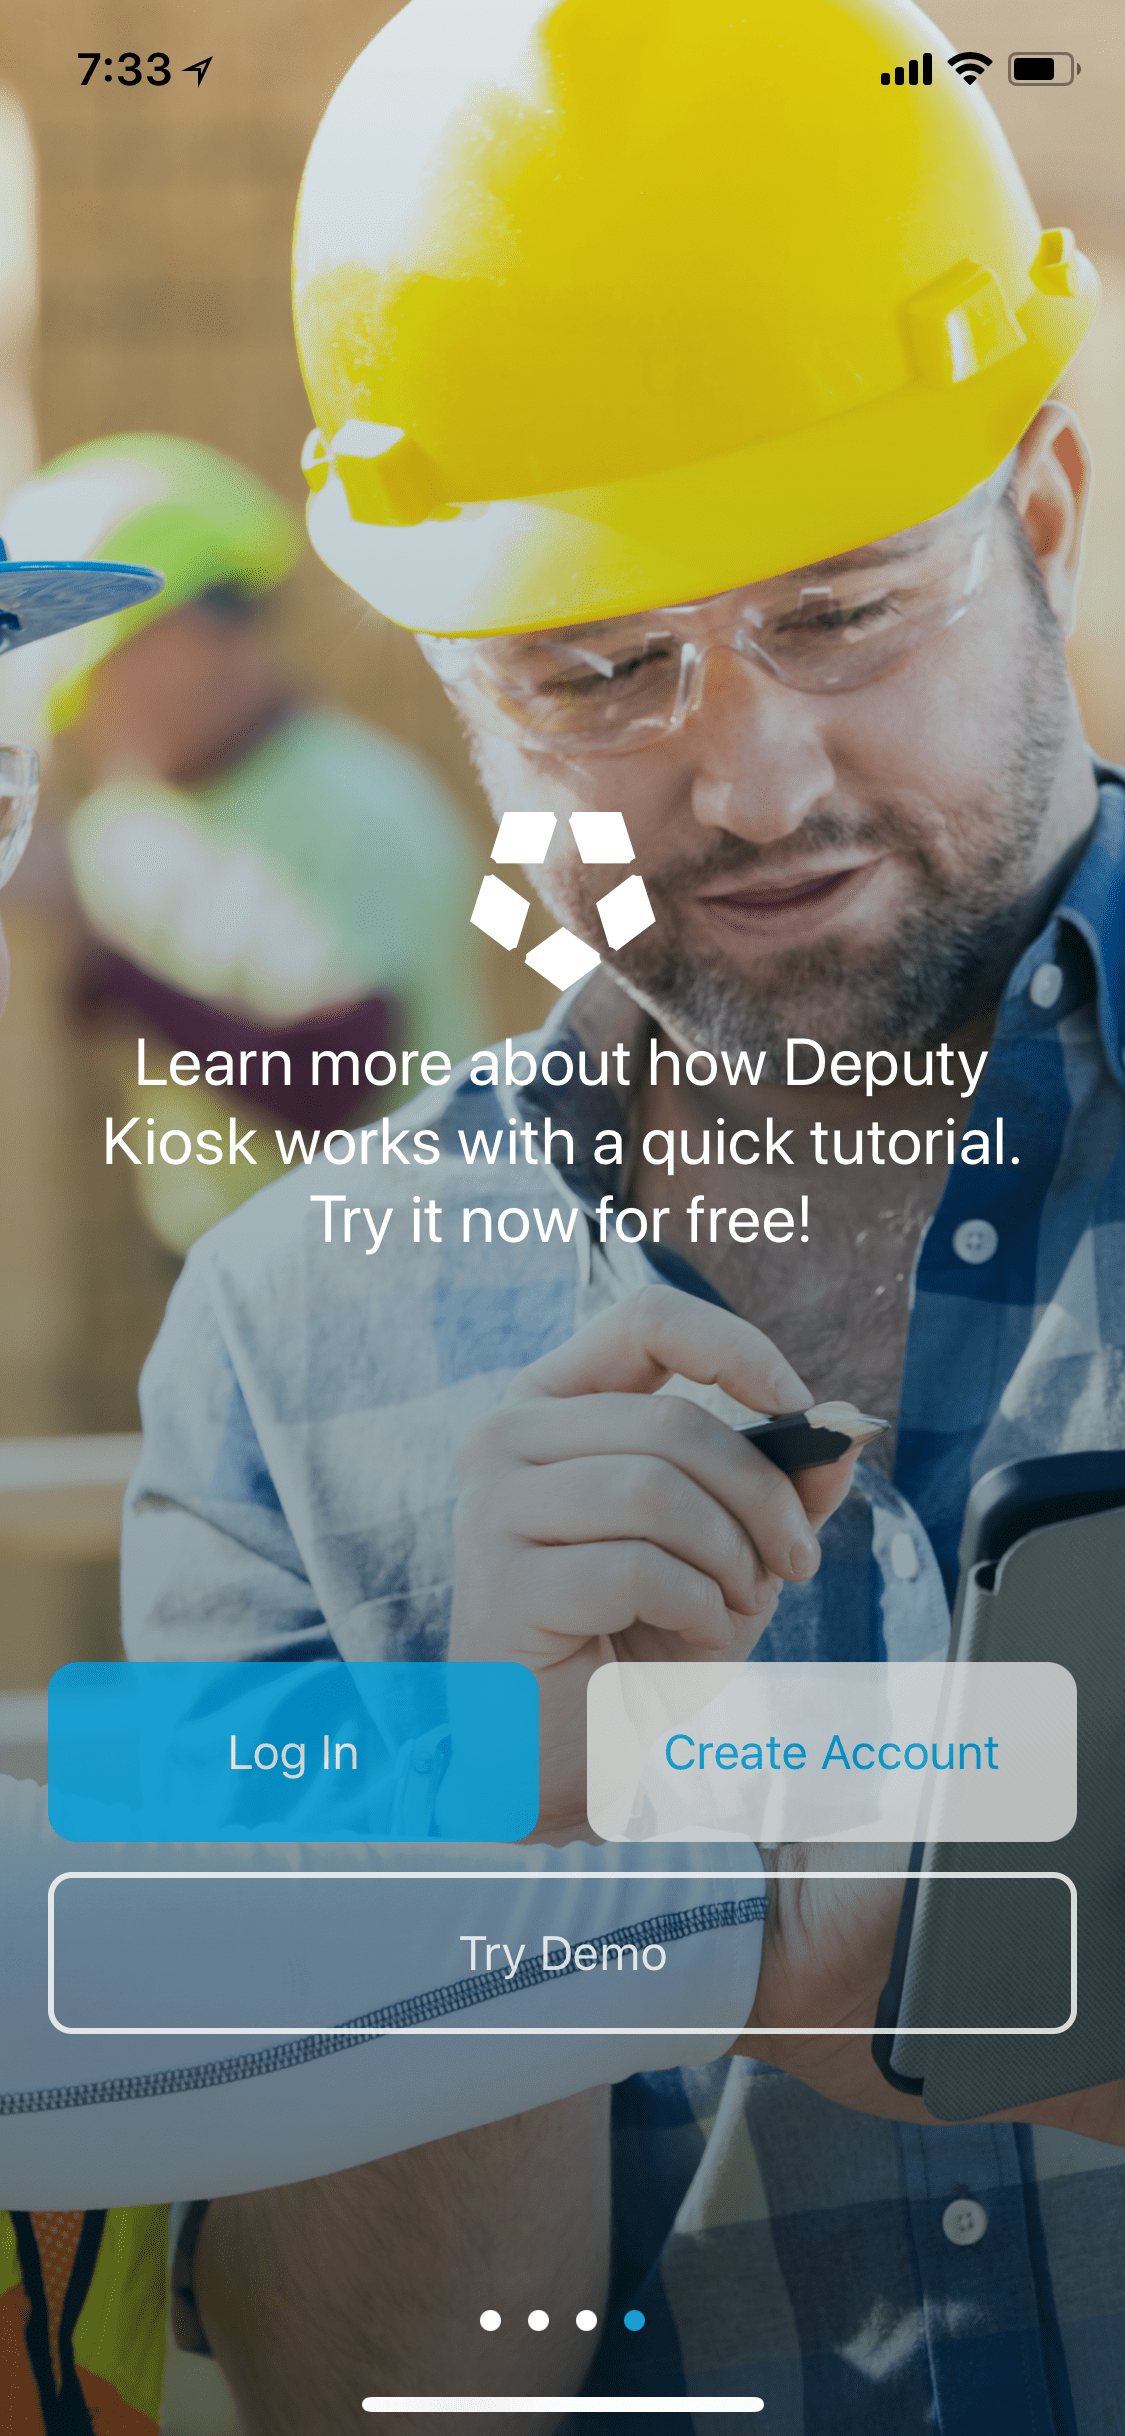 7:33
Learn more about how Deputy
Kiosk works with a quick tutorial.
Try it now for free!
Log In
Create Account
Try Demo